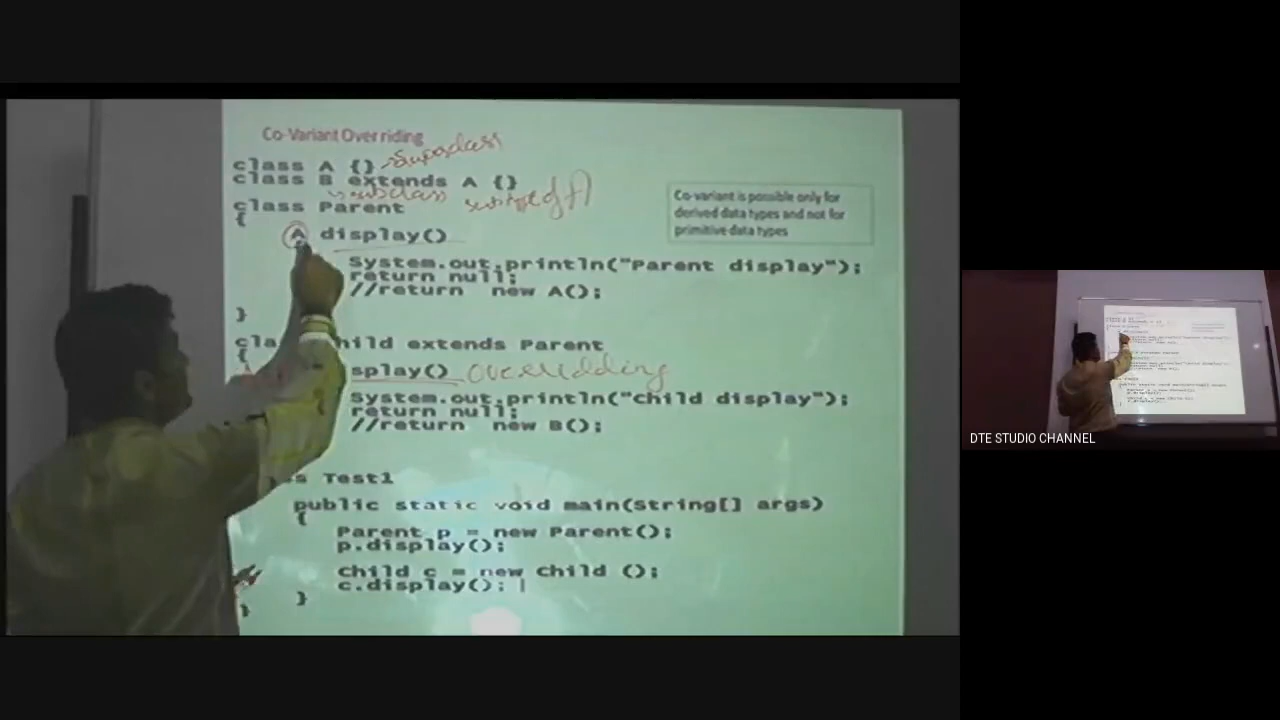 Co-Variant Overriding
class A {} superclass
class B extends A {}
subclass subtype of A
class Parent
{
A display()
Co-variant is possible only for
derived data types and not for
primitive data types
System.out.println("Parent display");
return null;
//return new A();
}
hild extends Parent
{
splay() overridding
System.out.println("Child display");
return null;
//return new B();
s Test1
public static void main(String[] args)
{
Parent p = new Parent();
p.display();
Child c = new Child ();
c.display();
}
}
DTE STUDIO CHANNEL